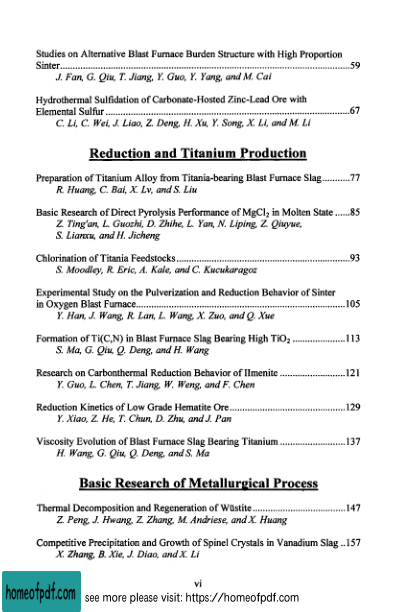 Studies on Alternative Blast Furnace Burden Structure with High Proportion
Sinter.....59
J. Fan, G. Qiu, T. Jiang, Y. Guo, Y. Yang, and M. Cai
Hydrothermal Sulfidation of Carbonate-Hosted Zinc-Lead Ore with
Elemental Sulfur.....67
C. Li, C. Wei, J. Liao, Z. Deng, H. Xu, Y. Song, X. Li, and M. Li
Reduction and Titanium Production
Preparation of Titanium Alloy from Titania-bearing Blast Furnace Slag.....77
R. Huang, C. Bai, X. Lv, and S. Liu
Basic Research of Direct Pyrolysis Performance of MgCl₂ in Molten State.....85
Z. Ting'an, L. Guozhi, D. Zhihe, L. Yan, N. Liping, Z. Qiuyue,
S. Lianxu, and H. Jicheng
Chlorination of Titania Feedstocks.....93
S. Moodley, R. Eric, A. Kale, and C. Kucukaragoz
Experimental Study on the Pulverization and Reduction Behavior of Sinter
in Oxygen Blast Furnace.....105
Y. Han, J. Wang, R. Lan, L. Wang, X. Zuo, and Q. Xue
Formation of Ti(C,N) in Blast Furnace Slag Bearing High TiO₂.....113
S. Ma, G. Qiu, Q. Deng, and H. Wang
Research on Carbonthermal Reduction Behavior of Ilmenite.....121
Y. Guo, L. Chen, T. Jiang, W. Weng, and F. Chen
Reduction Kinetics of Low Grade Hematite Ore.....129
Y. Xiao, Z. He, T. Chun, D. Zhu, and J. Pan
Viscosity Evolution of Blast Furnace Slag Bearing Titanium.....137
H. Wang, G. Qiu, Q. Deng, and S. Ma
Basic Research of Metallurgical Process
Thermal Decomposition and Regeneration of Wüstite.....147
Z. Peng, J. Hwang, Z. Zhang, M. Andriese, and X. Huang
Competitive Precipitation and Growth of Spinel Crystals in Vanadium Slag..157
X. Zhang, B. Xie, J. Diao, and X. Li
vi
homeofpdf.com
see more please visit: https://homeofpdf.com